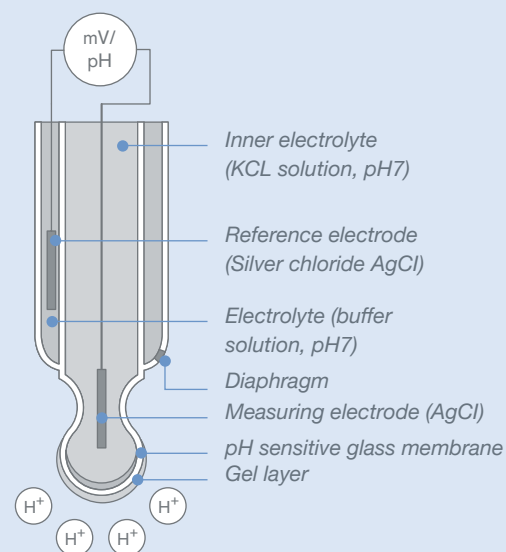 mV/
pH
Inner electrolyte
(KCL solution, pH7)
Reference electrode
(Silver chloride AgCl)
Electrolyte (buffer
solution, pH7)
Diaphragm
Measuring electrode (AgCl)
pH sensitive glass membrane
Gel layer
H+
H+
H+
H+